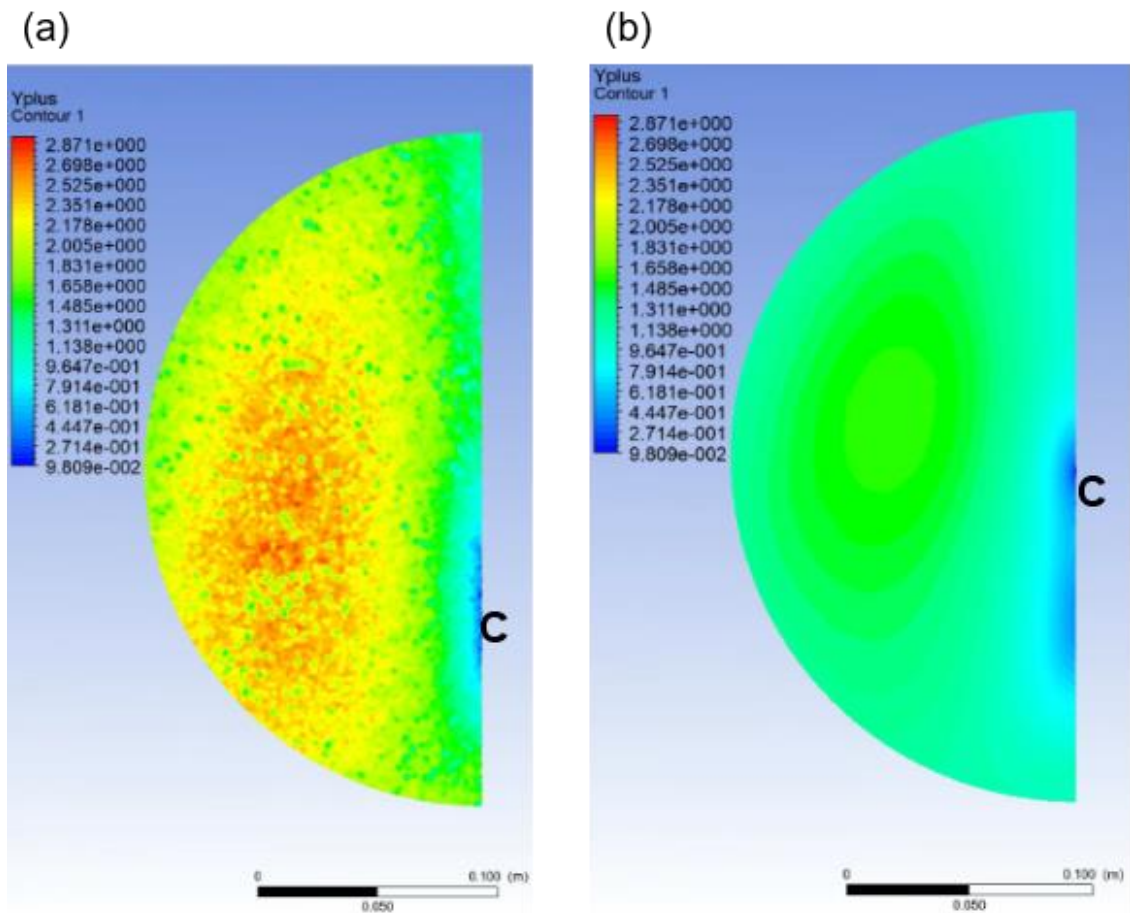 (a)
Yplus
Contour 1
2.871e+000
2.698e+000
2.525e+000
2.351e+000
2.178e+000
2.005e+000
1.831e+000
1.658e+000
1.485e+000
1.311e+000
1.138e+000
9.647e-001
7.914e-001
6.181e-001
4.447e-001
2.714e-001
9.809e-002
C
0
0.100 (m)
0.050
(b)
Yplus
Contour 1
2.871e+000
2.698e+000
2.525e+000
2.351e+000
2.178e+000
2.005e+000
1.831e+000
1.658e+000
1.485e+000
1.311e+000
1.138e+000
9.647e-001
7.914e-001
6.181e-001
4.447e-001
2.714e-001
9.809e-002
C
0
0.100 (m)
0.050